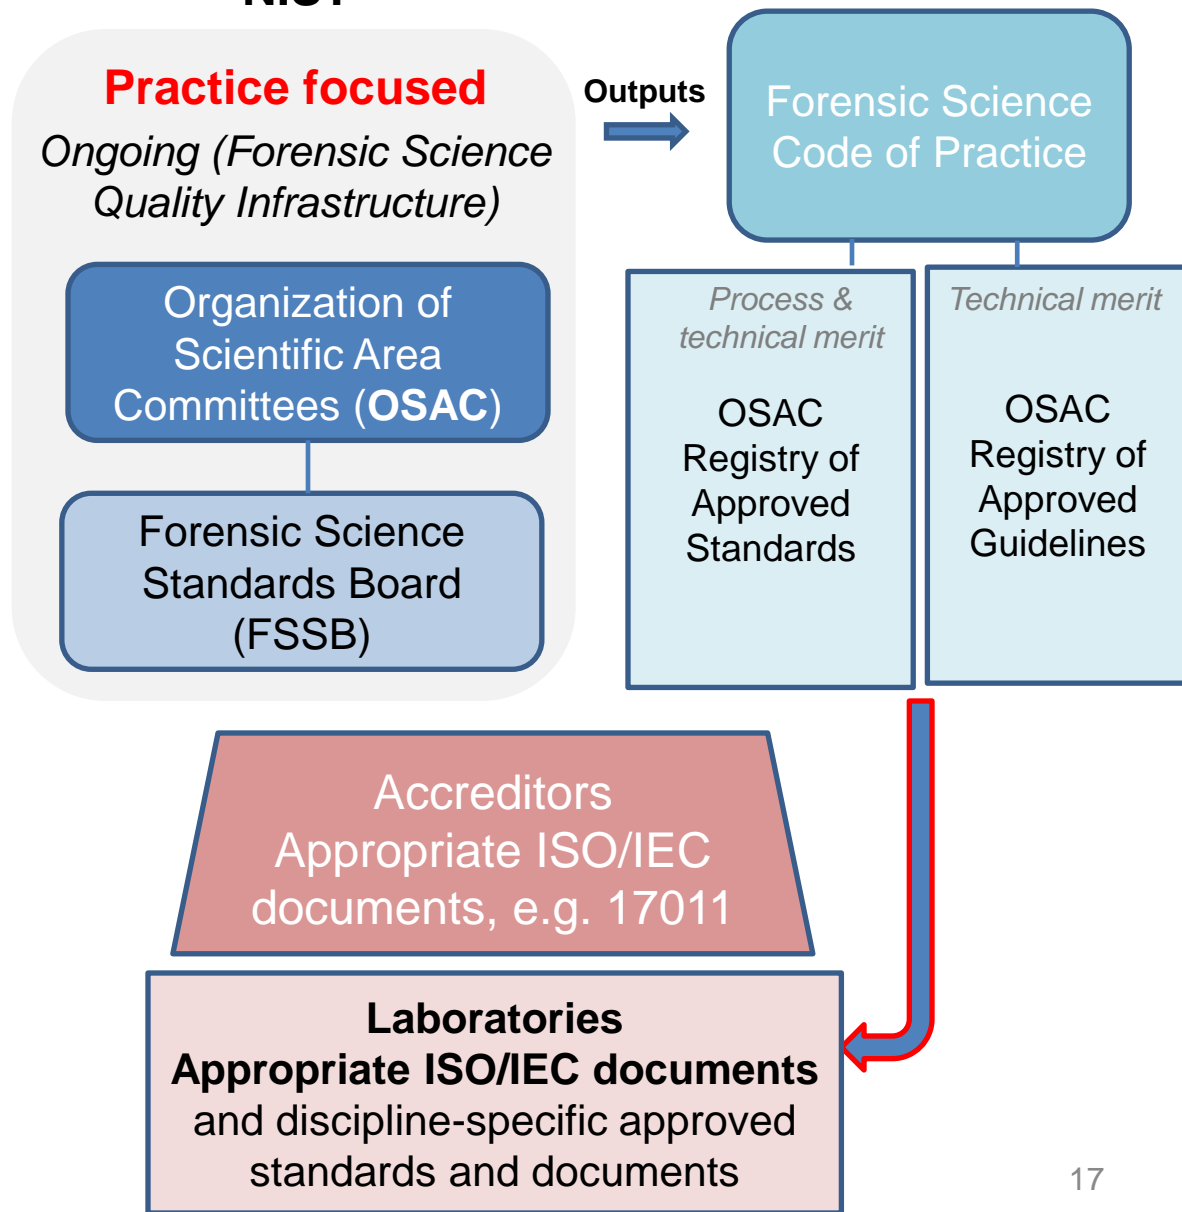 Practice focused
Ongoing (Forensic Science
Quality Infrastructure)
Organization of
Scientific Area
Committees (OSAC)
Forensic Science
Standards Board
(FSSB)
Outputs
Forensic Science
Code of Practice
Process &
technical merit
OSAC
Registry of
Approved
Standards
Technical merit
OSAC
Registry of
Approved
Guidelines
Accreditors
Appropriate ISO/IEC
documents, e.g. 17011
Laboratories
Appropriate ISO/IEC documents
and discipline-specific approved
standards and documents
17